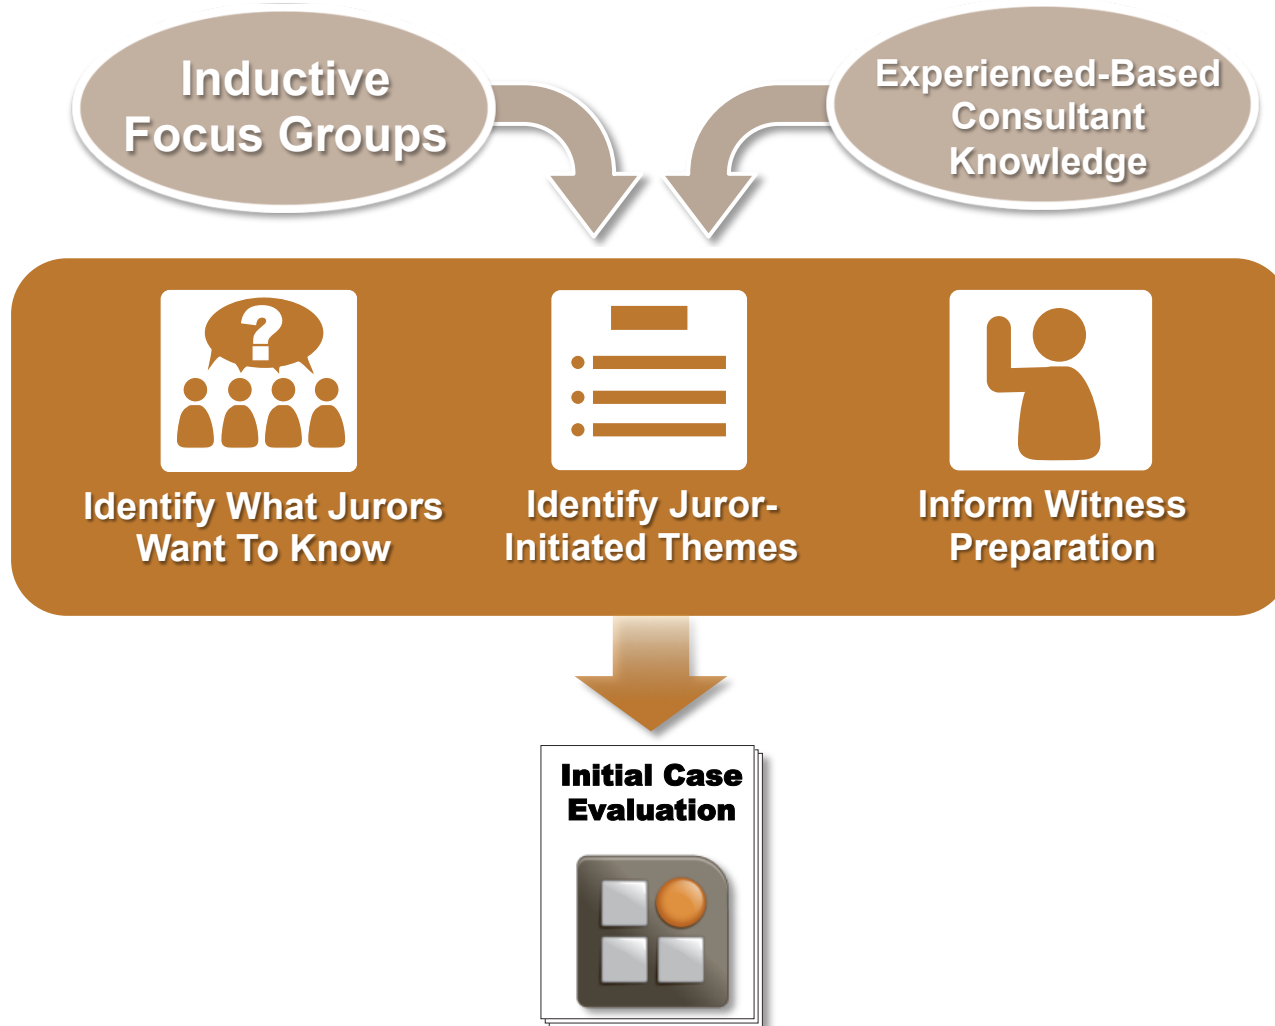 Inductive
Focus Groups
Experienced-Based
Consultant
Knowledge
?
Identify What Jurors
Want To Know
Identify Juror-
Initiated Themes
Inform Witness
Preparation
Initial Case
Evaluation